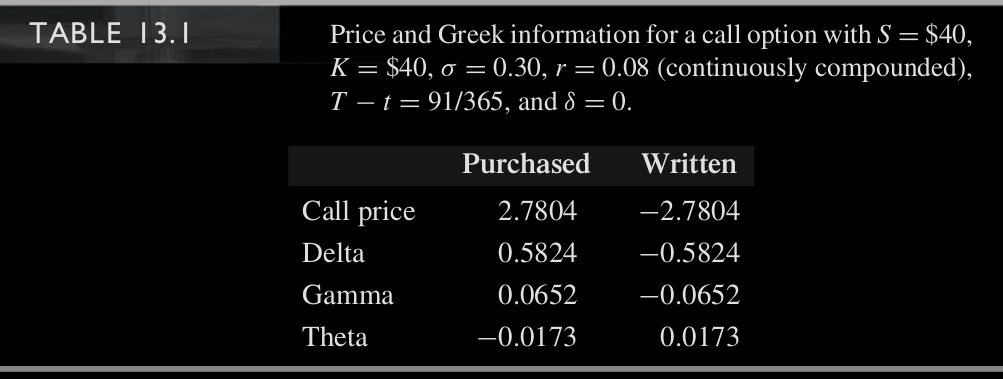 TABLE 13.1
Price and Greek information for a call option with S = $40,
K = $40, σ = 0.30, r = 0.08 (continuously compounded),
T − t = 91/365, and δ = 0.
Purchased Written
Call price 2.7804 −2.7804
Delta 0.5824 −0.5824
Gamma 0.0652 −0.0652
Theta −0.0173 0.0173